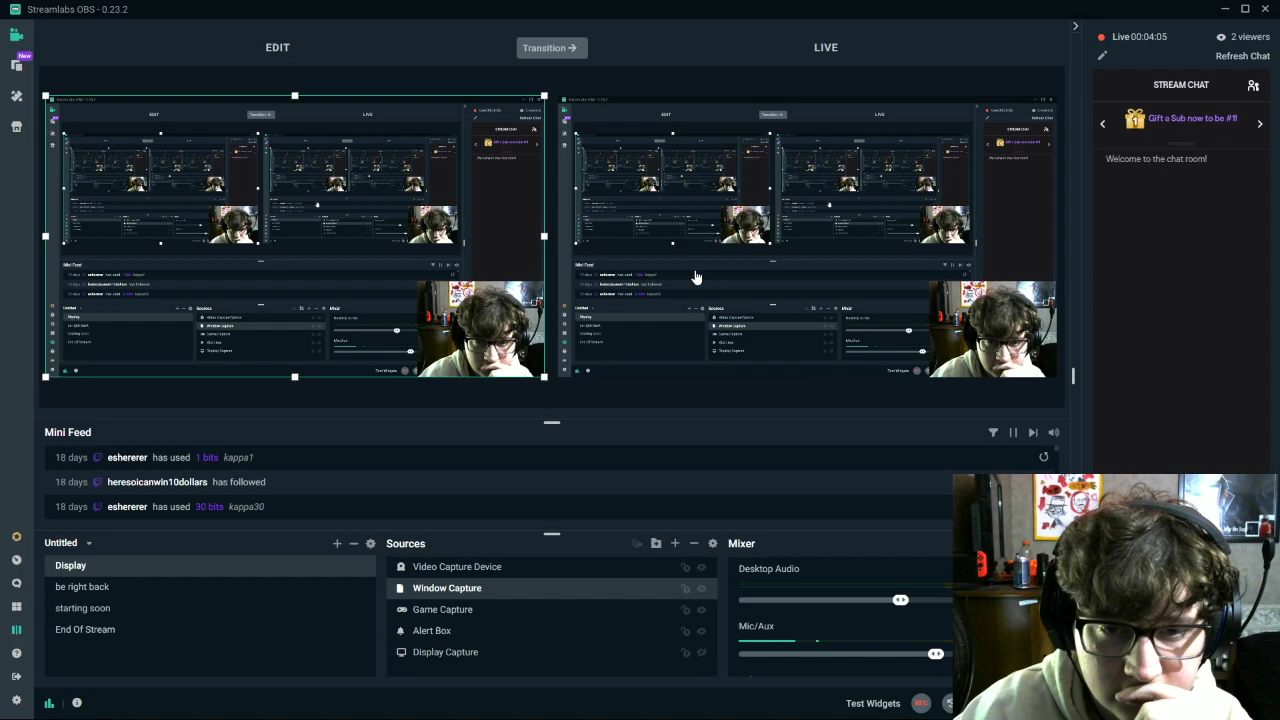 Streamlabs OBS - 0.23.2
EDIT
Transition
LIVE
Live 00:04:05
2 viewers
Refresh Chat
New
STREAM CHAT
1
Gift a Sub now to be #1!
Welcome to the chat room!
Mini Feed
18 days eshererer has used 1 bits kappa1
18 days heresoicanwin10dollars has followed
18 days eshererer has used 30 bits kappa30
Untitled
Sources
Mixer
Display
be right back
starting soon
End Of Stream
Video Capture Device
Window Capture
Game Capture
Alert Box
Display Capture
Desktop Audio
Mic/Aux
Test Widgets
REC